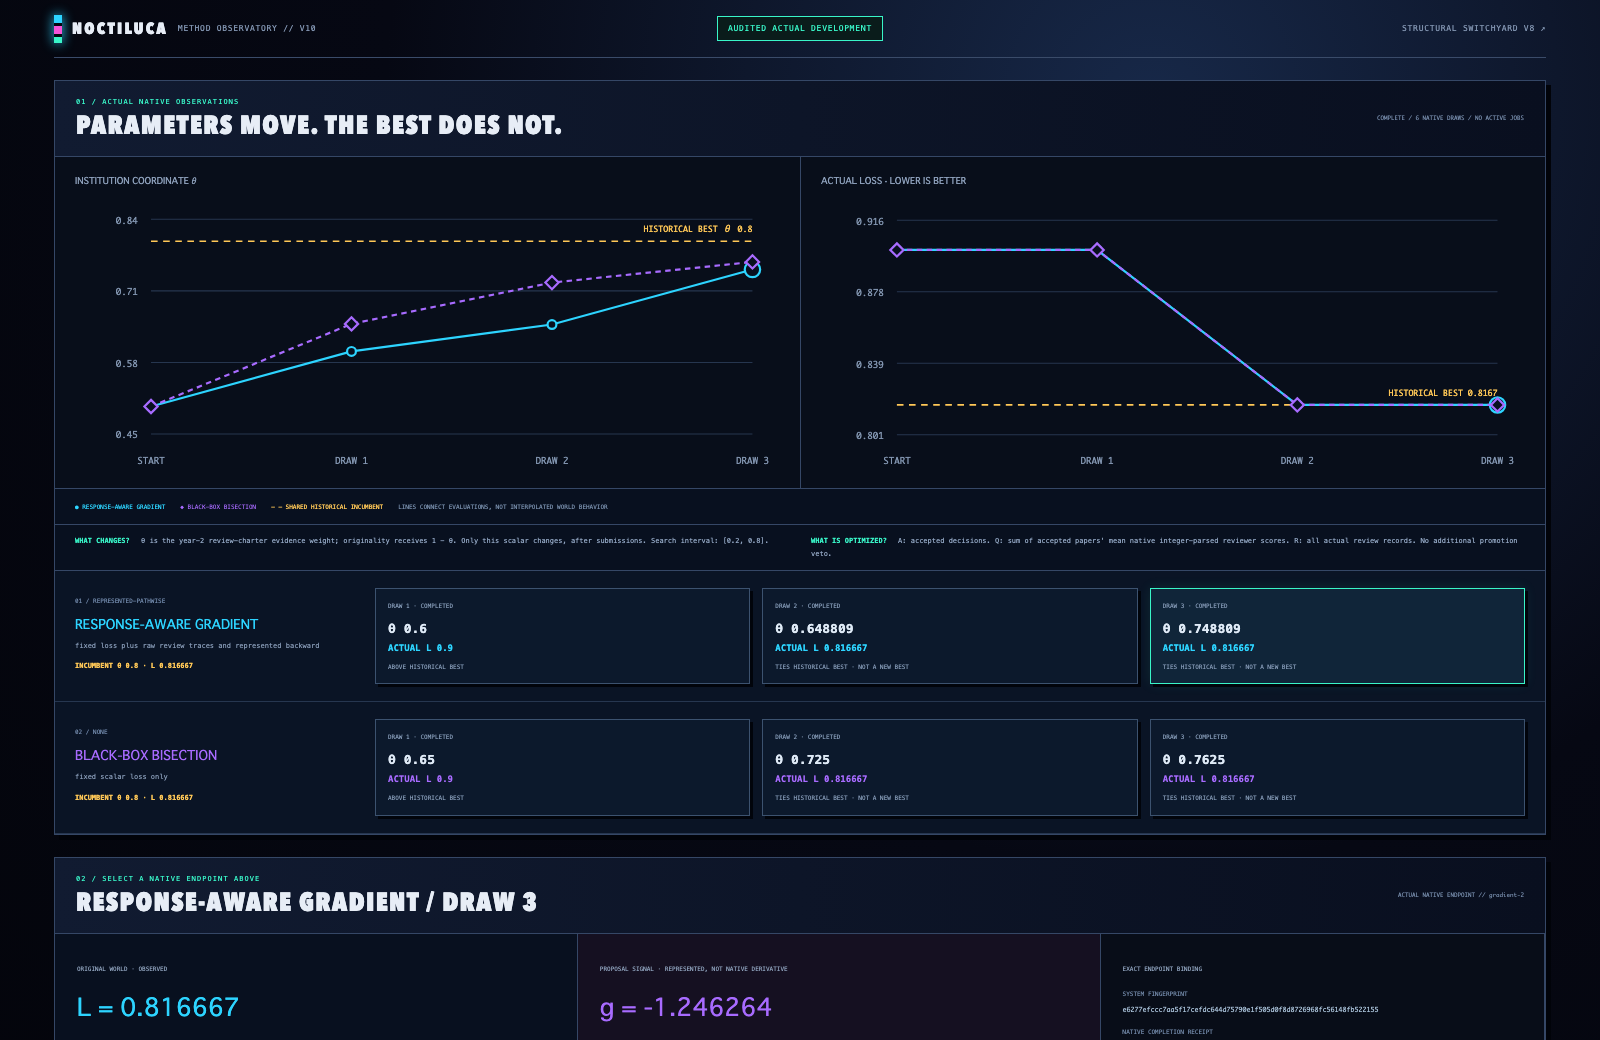 NOCTILUCA METHOD OBSERVATORY // V10
AUDITED ACTUAL DEVELOPMENT
STRUCTURAL SWITCHYARD V8 ↗
01 / ACTUAL NATIVE OBSERVATIONS
PARAMETERS MOVE. THE BEST DOES NOT.
COMPLETE / 6 NATIVE DRAWS / NO ACTIVE JOBS
INSTITUTION COORDINATE θ
0.84
HISTORICAL BEST θ 0.8
0.71
0.58
0.45
START DRAW 1 DRAW 2 DRAW 3
ACTUAL LOSS · LOWER IS BETTER
0.916
0.878
0.839
HISTORICAL BEST 0.8167
0.801
START DRAW 1 DRAW 2 DRAW 3
● RESPONSE-AWARE GRADIENT ◆ BLACK-BOX BISECTION — — SHARED HISTORICAL INCUMBENT LINES CONNECT EVALUATIONS, NOT INTERPOLATED WORLD BEHAVIOR
WHAT CHANGES? θ is the year-2 review-charter evidence weight; originality receives 1 − θ. Only this scalar changes, after submissions. Search interval: [0.2, 0.8].
WHAT IS OPTIMIZED? A: accepted decisions. Q: sum of accepted papers' mean native integer-parsed reviewer scores. R: all actual review records. No additional promotion
veto.
01 / REPRESENTED-PATHWISE
RESPONSE-AWARE GRADIENT
fixed loss plus raw review traces and represented backward
INCUMBENT θ 0.8 · L 0.816667
DRAW 1 · COMPLETED
θ 0.6
ACTUAL L 0.9
ABOVE HISTORICAL BEST
DRAW 2 · COMPLETED
θ 0.648809
ACTUAL L 0.816667
TIES HISTORICAL BEST · NOT A NEW BEST
DRAW 3 · COMPLETED
θ 0.748809
ACTUAL L 0.816667
TIES HISTORICAL BEST · NOT A NEW BEST
02 / NONE
BLACK-BOX BISECTION
fixed scalar loss only
INCUMBENT θ 0.8 · L 0.816667
DRAW 1 · COMPLETED
θ 0.65
ACTUAL L 0.9
ABOVE HISTORICAL BEST
DRAW 2 · COMPLETED
θ 0.725
ACTUAL L 0.816667
TIES HISTORICAL BEST · NOT A NEW BEST
DRAW 3 · COMPLETED
θ 0.7625
ACTUAL L 0.816667
TIES HISTORICAL BEST · NOT A NEW BEST
02 / SELECT A NATIVE ENDPOINT ABOVE
RESPONSE-AWARE GRADIENT / DRAW 3
ACTUAL NATIVE ENDPOINT // gradient-2
ORIGINAL WORLD · OBSERVED
L = 0.816667
PROPOSAL SIGNAL · REPRESENTED, NOT NATIVE DERIVATIVE
g = -1.246264
EXACT ENDPOINT BINDING
SYSTEM FINGERPRINT
e6277efccc7aa5f17cefdc644d75790e1f505d0f8d8726968fc56148fb522155
NATIVE COMPLETION RECEIPT